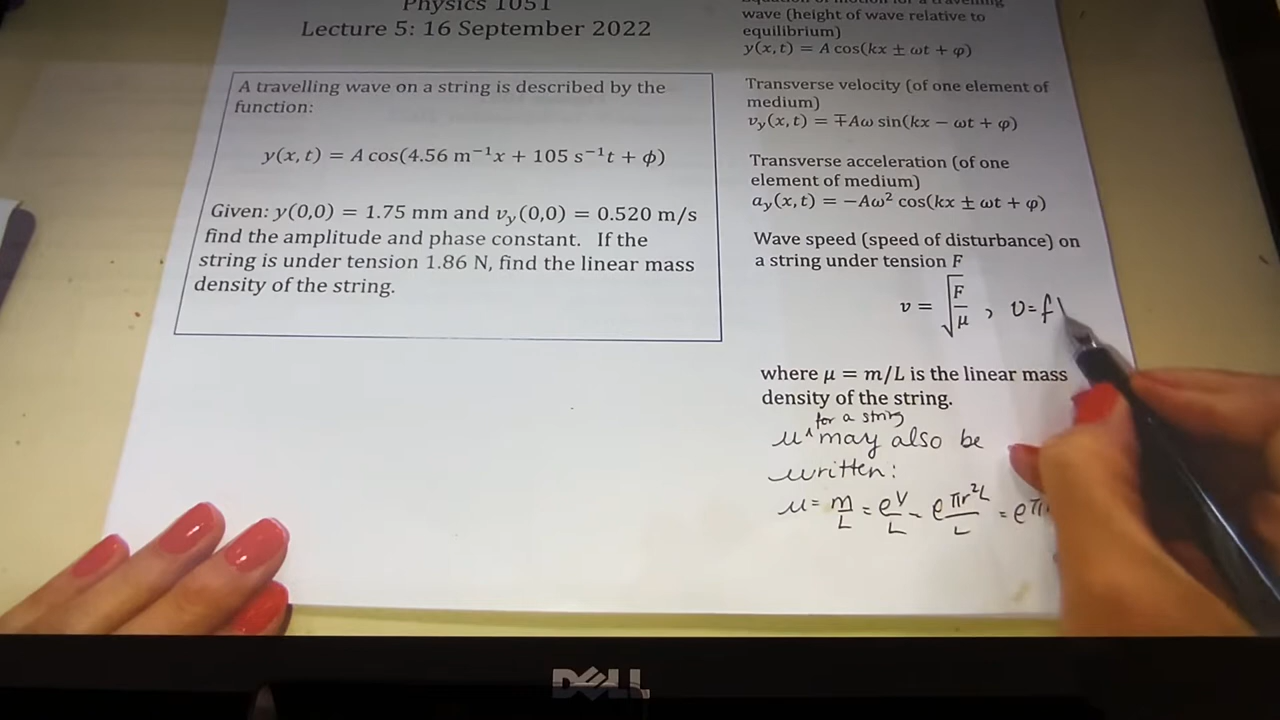 Physics 1051
Lecture 5: 16 September 2022
A travelling wave on a string is described by the
function:
y(x, t) = A cos(4.56 m⁻¹x + 105 s⁻¹t + ϕ)
Given: y(0,0) = 1.75 mm and v_y(0,0) = 0.520 m/s
find the amplitude and phase constant. If the
string is under tension 1.86 N, find the linear mass
density of the string.
wave (height of wave relative to
equilibrium)
y(x, t) = A cos(kx ± ωt + φ)
Transverse velocity (of one element of
medium)
v_y(x, t) = ∓Aω sin(kx − ωt + φ)
Transverse acceleration (of one
element of medium)
a_y(x, t) = −Aω² cos(kx ± ωt + φ)
Wave speed (speed of disturbance) on
a string under tension F
v = √(F/μ) , v = f
where μ = m/L is the linear mass
density of the string.
for a string
μ ^ may also be
written:
μ = m/L = ρV/L = ρπr²L/L = ρπ
DELL